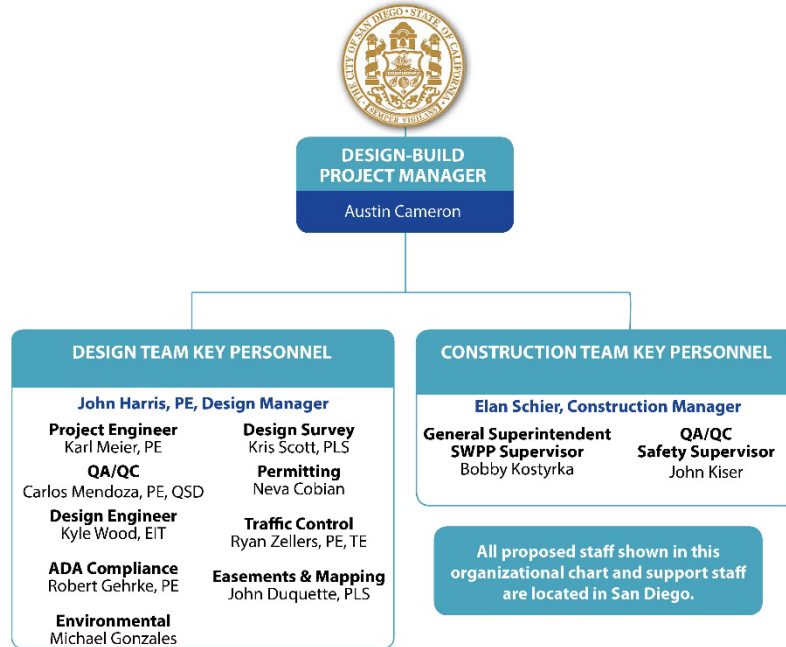 THE CITY OF SAN DIEGO · STATE OF CALIFORNIA
SEMPER VIGILANS
DESIGN-BUILD
PROJECT MANAGER
Austin Cameron
DESIGN TEAM KEY PERSONNEL
John Harris, PE, Design Manager
Project Engineer
Karl Meier, PE
QA/QC
Carlos Mendoza, PE, QSD
Design Engineer
Kyle Wood, EIT
ADA Compliance
Robert Gehrke, PE
Environmental
Michael Gonzales
Design Survey
Kris Scott, PLS
Permitting
Neva Cobian
Traffic Control
Ryan Zellers, PE, TE
Easements & Mapping
John Duquette, PLS
CONSTRUCTION TEAM KEY PERSONNEL
Elan Schier, Construction Manager
General Superintendent
SWPP Supervisor
Bobby Kostyrka
QA/QC
Safety Supervisor
John Kiser
All proposed staff shown in this
organizational chart and support staff
are located in San Diego.